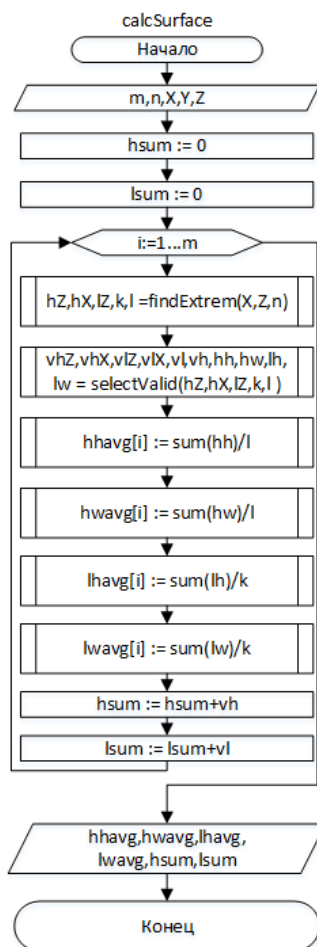 calcSurface
Начало
m,n,X,Y,Z
hsum := 0
lsum := 0
i:=1...m
hZ,hX,lZ,k,l =findExtrem(X,Z,n)
vhZ,vhX,vlZ,vlX,vl,vh,hh,hw,lh,
lw = selectValid(hZ,hX,lZ,k,l )
hhavg[i] := sum(hh)/l
hwavg[i] := sum(hw)/l
lhavg[i] := sum(lh)/k
lwavg[i] := sum(lw)/k
hsum := hsum+vh
lsum := lsum+vl
hhavg,hwavg,lhavg,
lwavg,hsum,lsum
Конец